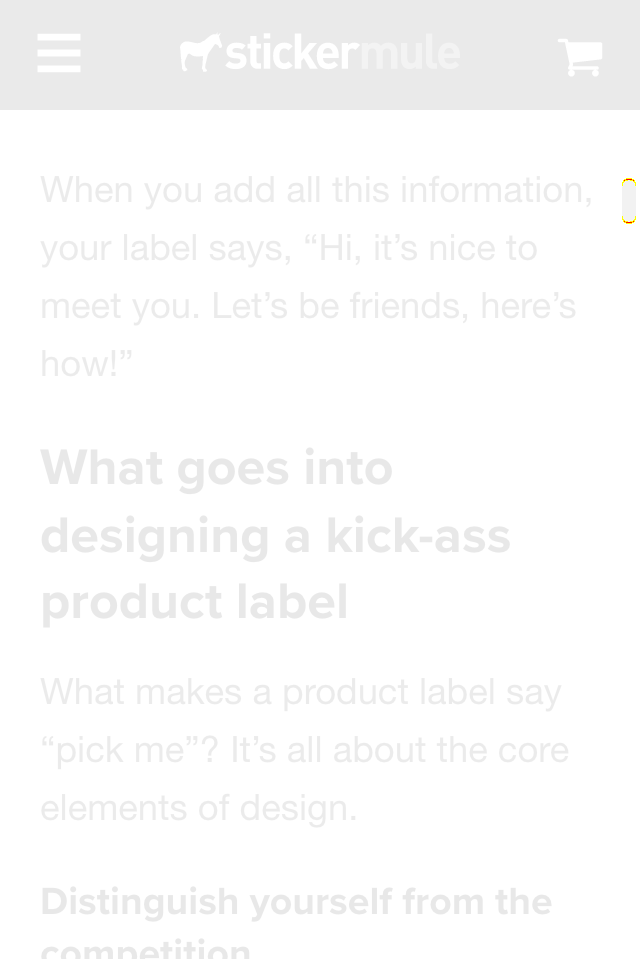 stickermule
When you add all this information,
your label says, “Hi, it’s nice to
meet you. Let’s be friends, here’s
how!”
What goes into
designing a kick-ass
product label
What makes a product label say
“pick me”? It’s all about the core
elements of design.
Distinguish yourself from the
competition